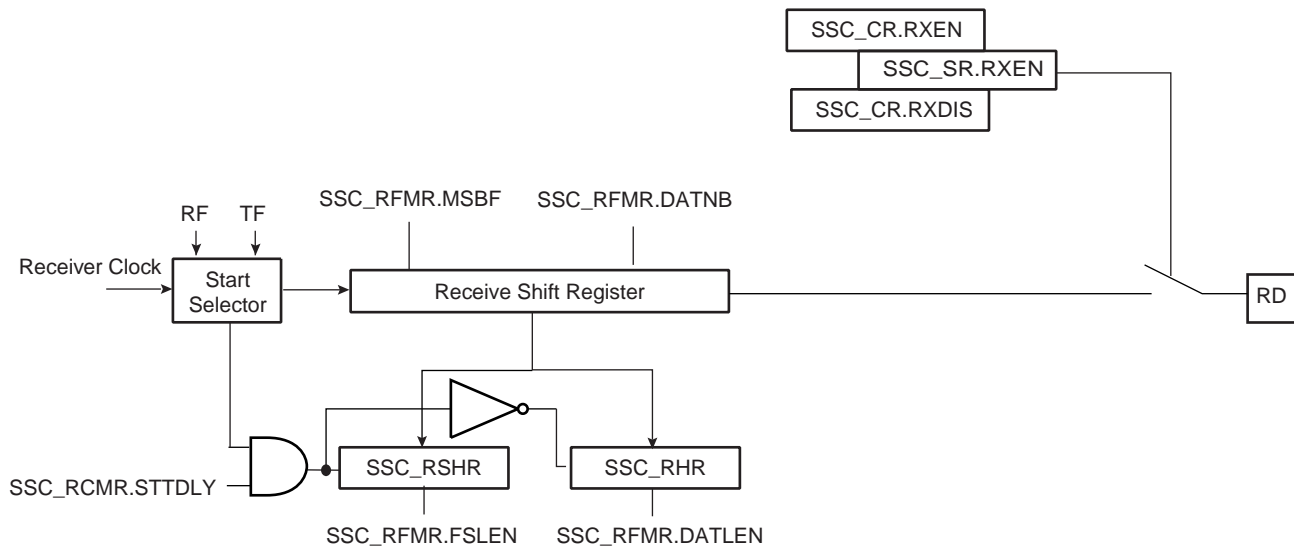 SSC_CR.RXEN
SSC_SR.RXEN
SSC_CR.RXDIS
SSC_RFMR.MSBF
SSC_RFMR.DATNB
RF
TF
Receiver Clock
Start
Selector
Receive Shift Register
RD
SSC_RSHR
SSC_RHR
SSC_RCMR.STTDLY
SSC_RFMR.FSLEN
SSC_RFMR.DATLEN